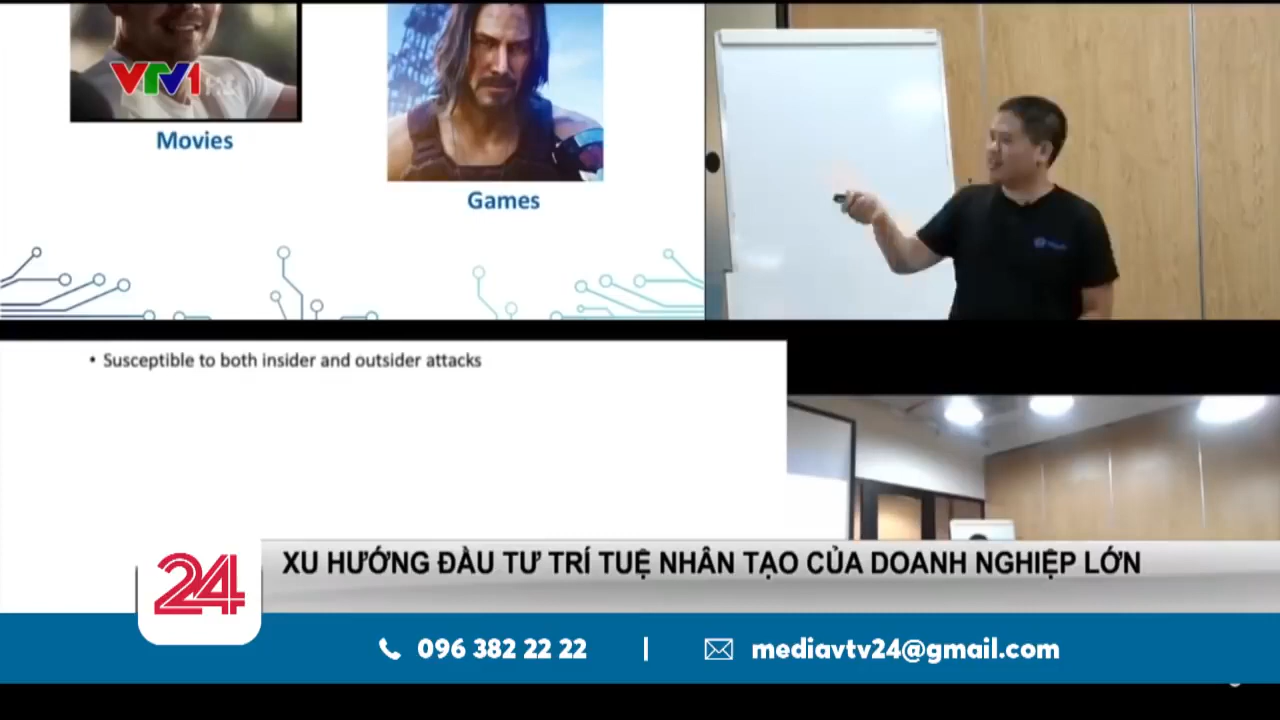 VTV1
Movies
Games
• Susceptible to both insider and outsider attacks
24
XU HƯỚNG ĐẦU TƯ TRÍ TUỆ NHÂN TẠO CỦA DOANH NGHIỆP LỚN
096 382 22 22 | mediavtv24@gmail.com